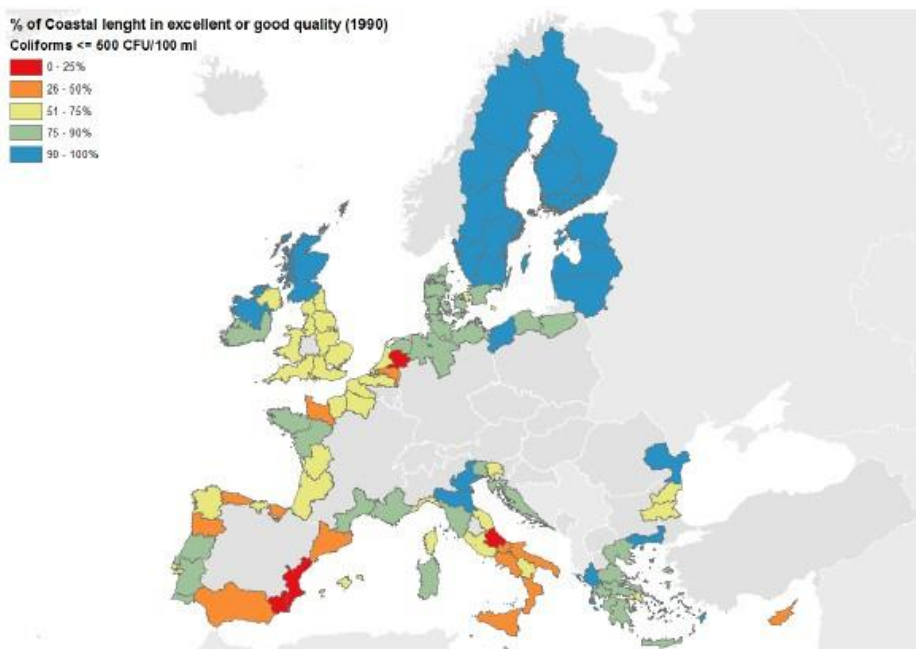 % of Coastal lenght in excellent or good quality (1990)
Coliforms <= 500 CFU/100 ml
0 - 25%
26 - 50%
51 - 75%
75 - 90%
90 - 100%